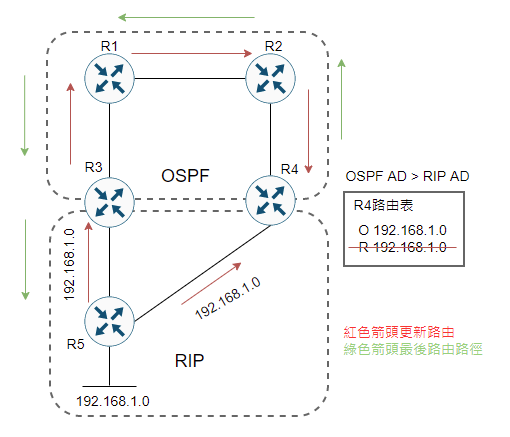 R1
R2
R3
OSPF
R4
OSPF AD > RIP AD
R4路由表
O 192.168.1.0
R 192.168.1.0
192.168.1.0
192.168.1.0
R5
RIP
192.168.1.0
紅色箭頭更新路由
綠色箭頭最後路由路徑